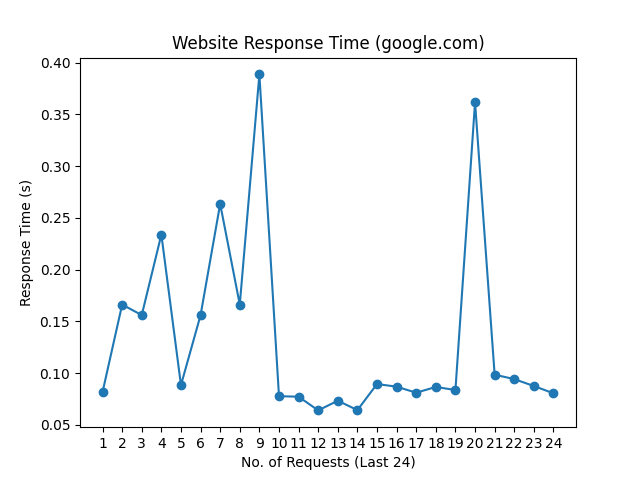 Website Response Time (google.com)
0.40
0.35
0.30
0.25
0.20
0.15
0.10
0.05
Response Time (s)
1 2 3 4 5 6 7 8 9 10 11 12 13 14 15 16 17 18 19 20 21 22 23 24
No. of Requests (Last 24)